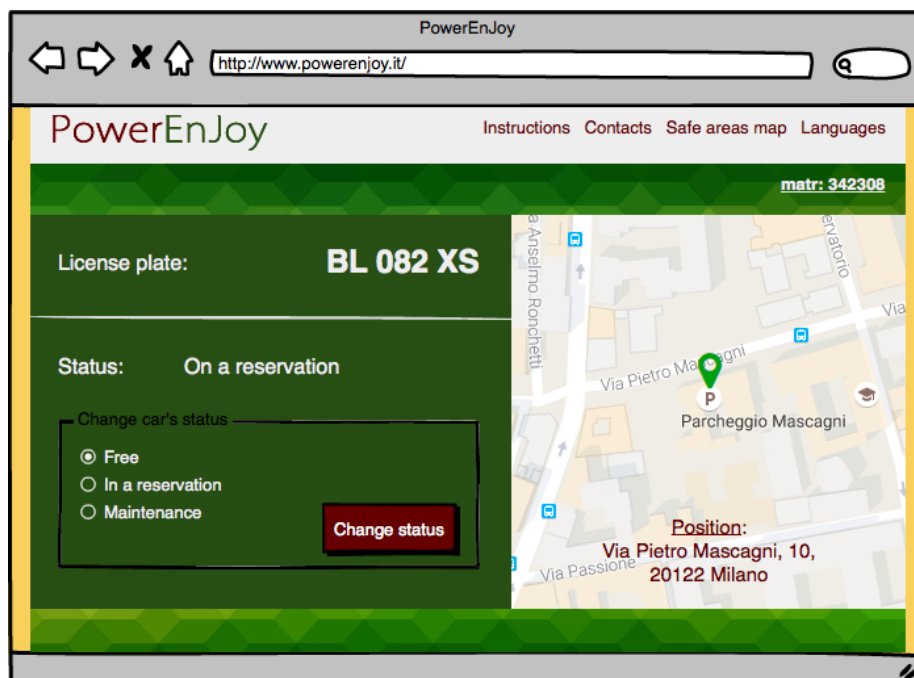 PowerEnJoy
http://www.powerenjoy.it/
PowerEnJoy
Instructions Contacts Safe areas map Languages
matr: 342308
License plate: BL 082 XS
Status: On a reservation
Change car's status
Free
In a reservation
Maintenance
Change status
a Anselmo Ronchetti
ervatorio
Via
Via Pietro Mascagni
P
Parcheggio Mascagni
Via Passione
Position:
Via Pietro Mascagni, 10,
20122 Milano